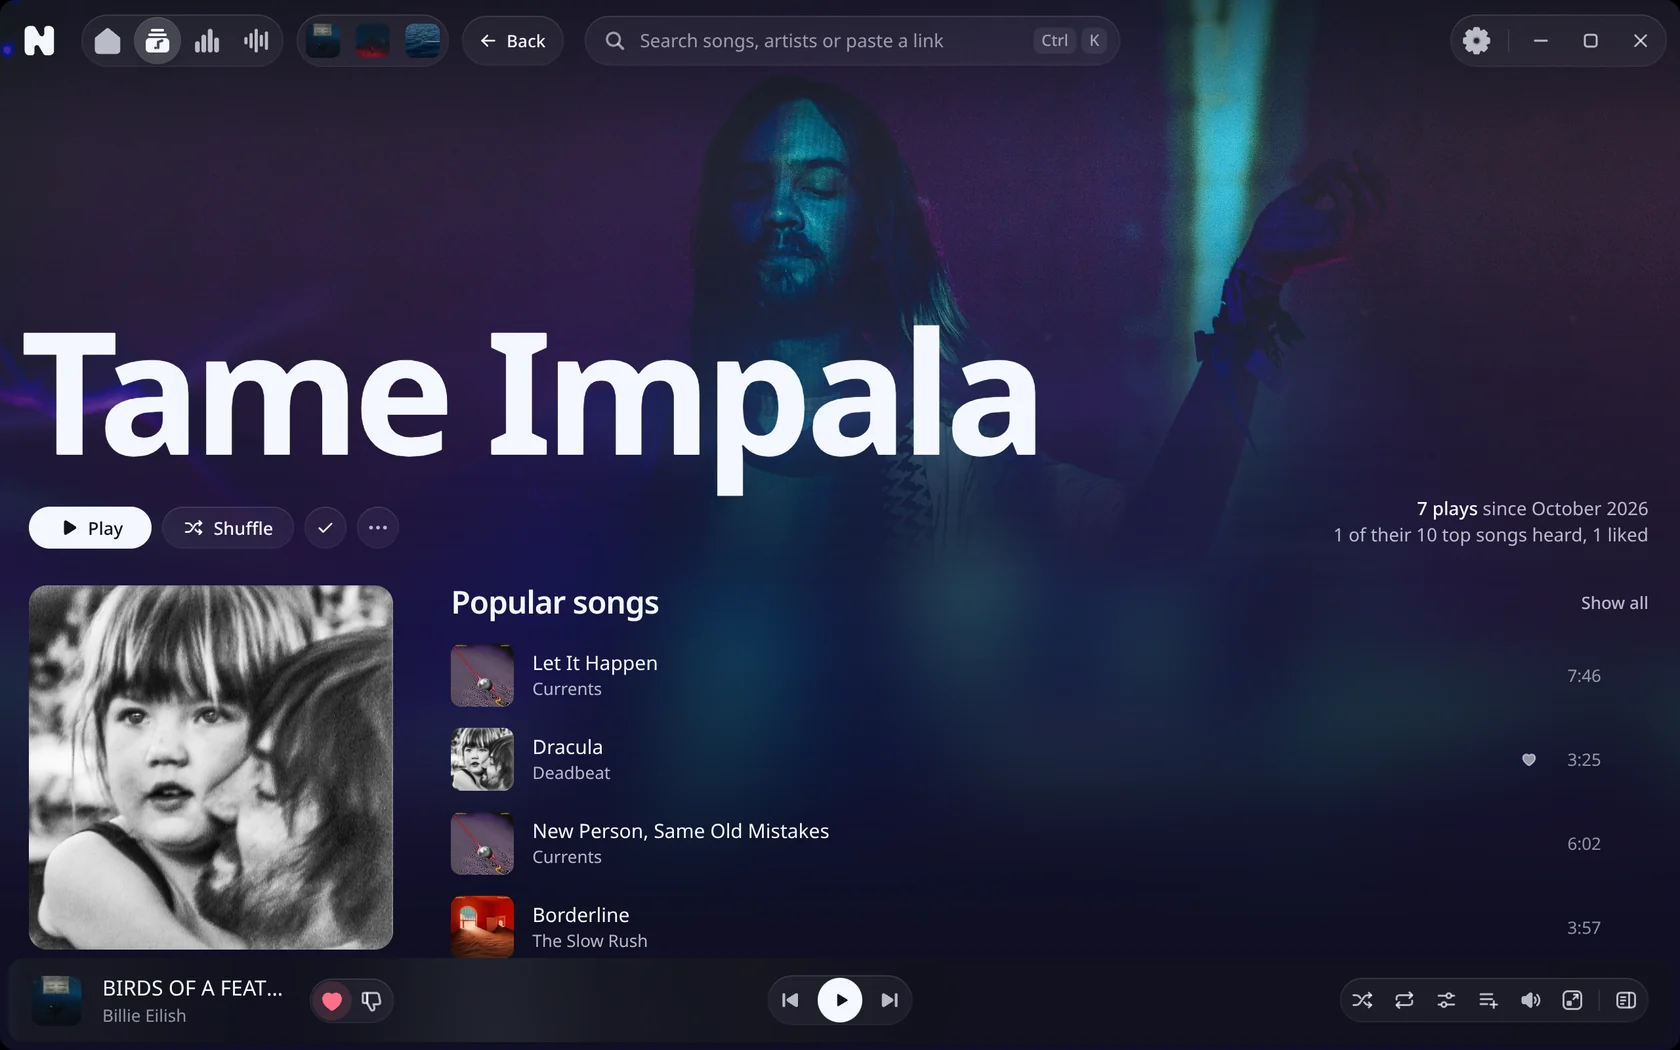 N
Back
Search songs, artists or paste a link
Ctrl K
Tame Impala
Play
Shuffle
7 plays since October 2026
1 of their 10 top songs heard, 1 liked
Popular songs
Show all
Let It Happen
Currents
7:46
Dracula
Deadbeat
3:25
New Person, Same Old Mistakes
Currents
6:02
Borderline
The Slow Rush
3:57
BIRDS OF A FEAT...
Billie Eilish